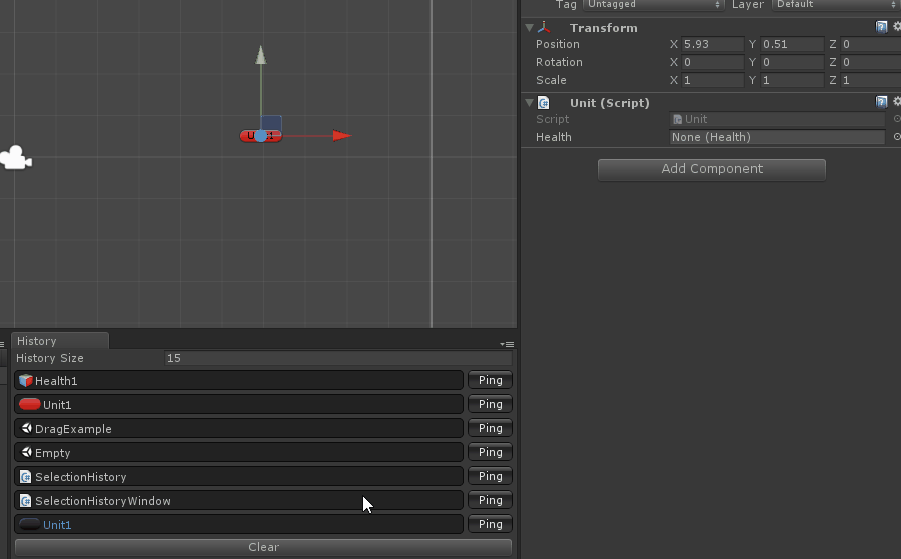 Tag Untagged Layer Default
Transform
Position X 5.93 Y 0.51 Z 0
Rotation X 0 Y 0 Z 0
Scale X 1 Y 1 Z 1
Unit (Script)
Script Unit
Health None (Health)
Add Component
Unit1
History
History Size 15
Health1 Ping
Unit1 Ping
DragExample Ping
Empty Ping
SelectionHistory Ping
SelectionHistoryWindow Ping
Unit1 Ping
Clear